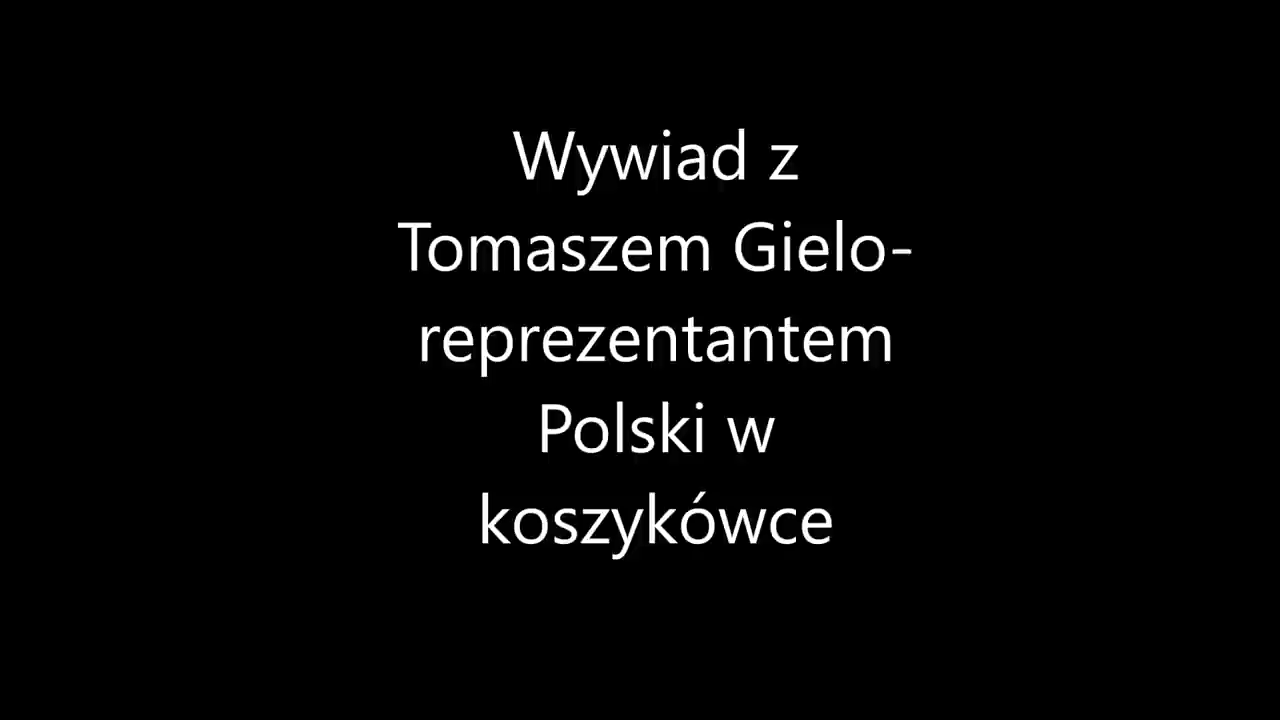 Wywiad z
Tomaszem Gielo-
reprezentantem
Polski w
koszykówce